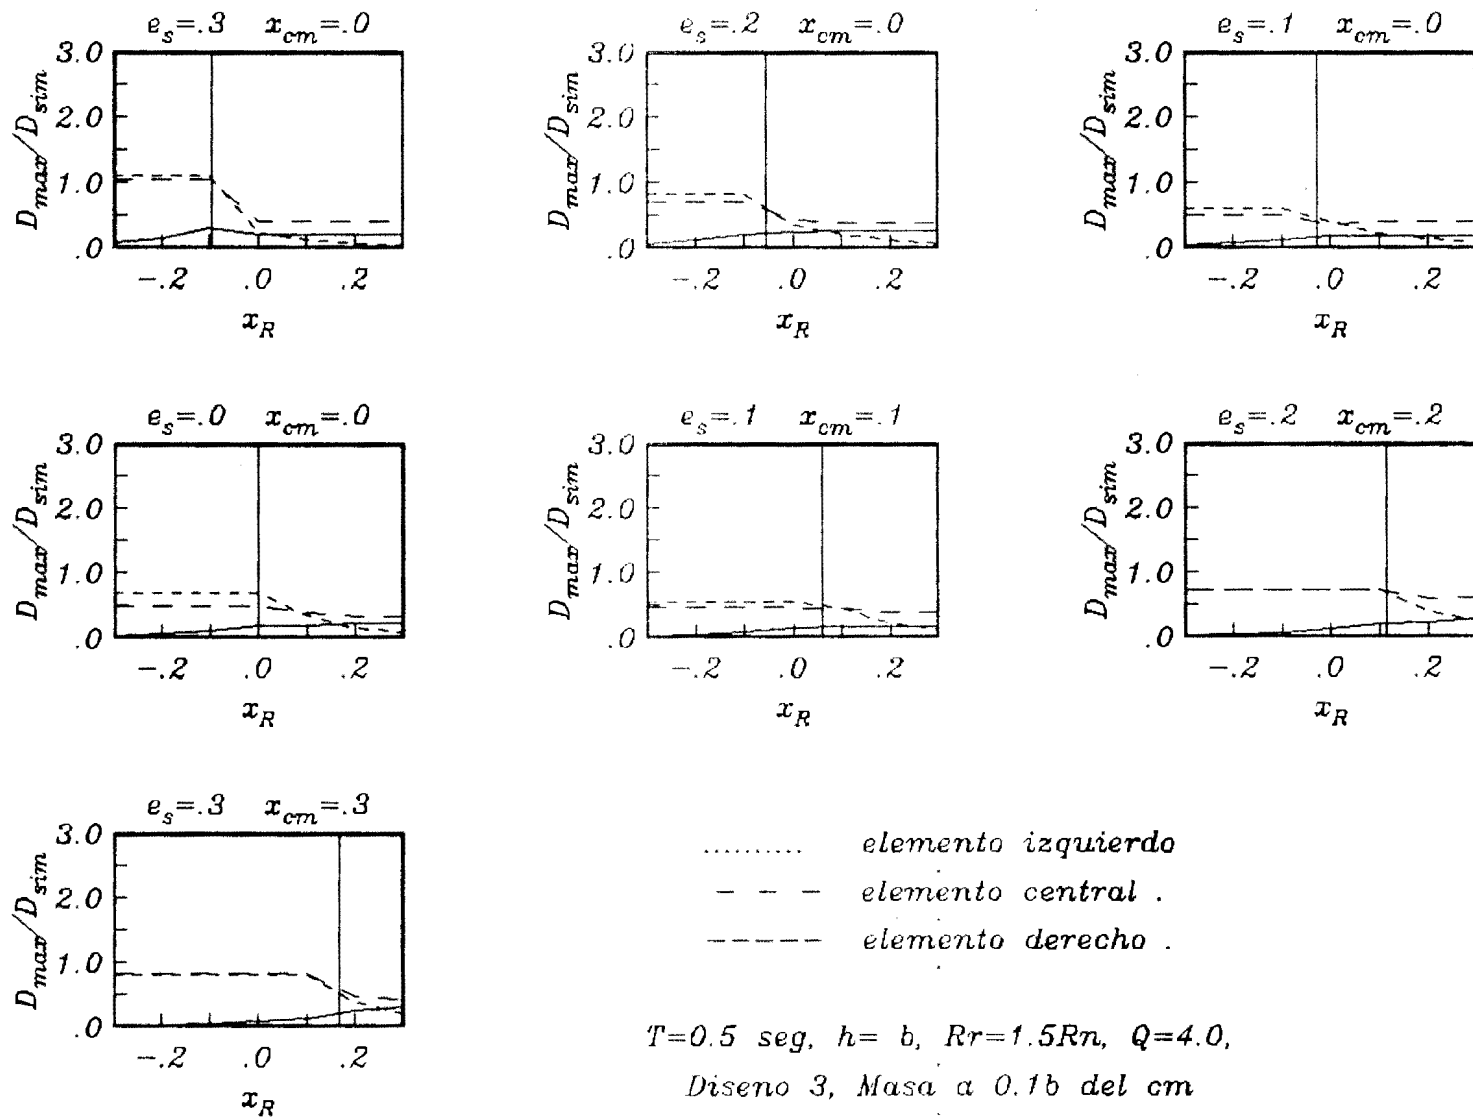 e_s=.3 x_cm=.0
e_s=.2 x_cm=.0
e_s=.1 x_cm=.0
D_max/D_sim
3.0
2.0
1.0
.0
-.2 .0 .2
x_R
D_max/D_sim
3.0
2.0
1.0
.0
-.2 .0 .2
x_R
D_max/D_sim
3.0
2.0
1.0
.0
-.2 .0 .2
x_R
e_s=.0 x_cm=.0
e_s=.1 x_cm=.1
e_s=.2 x_cm=.2
D_max/D_sim
3.0
2.0
1.0
.0
-.2 .0 .2
x_R
D_max/D_sim
3.0
2.0
1.0
.0
-.2 .0 .2
x_R
D_max/D_sim
3.0
2.0
1.0
.0
-.2 .0 .2
x_R
e_s=.3 x_cm=.3
D_max/D_sim
3.0
2.0
1.0
.0
-.2 .0 .2
x_R
elemento izquierdo
elemento central .
elemento derecho .
T=0.5 seg, h= b, Rr=1.5Rn, Q=4.0,
Diseno 3, Masa a 0.1b del cm